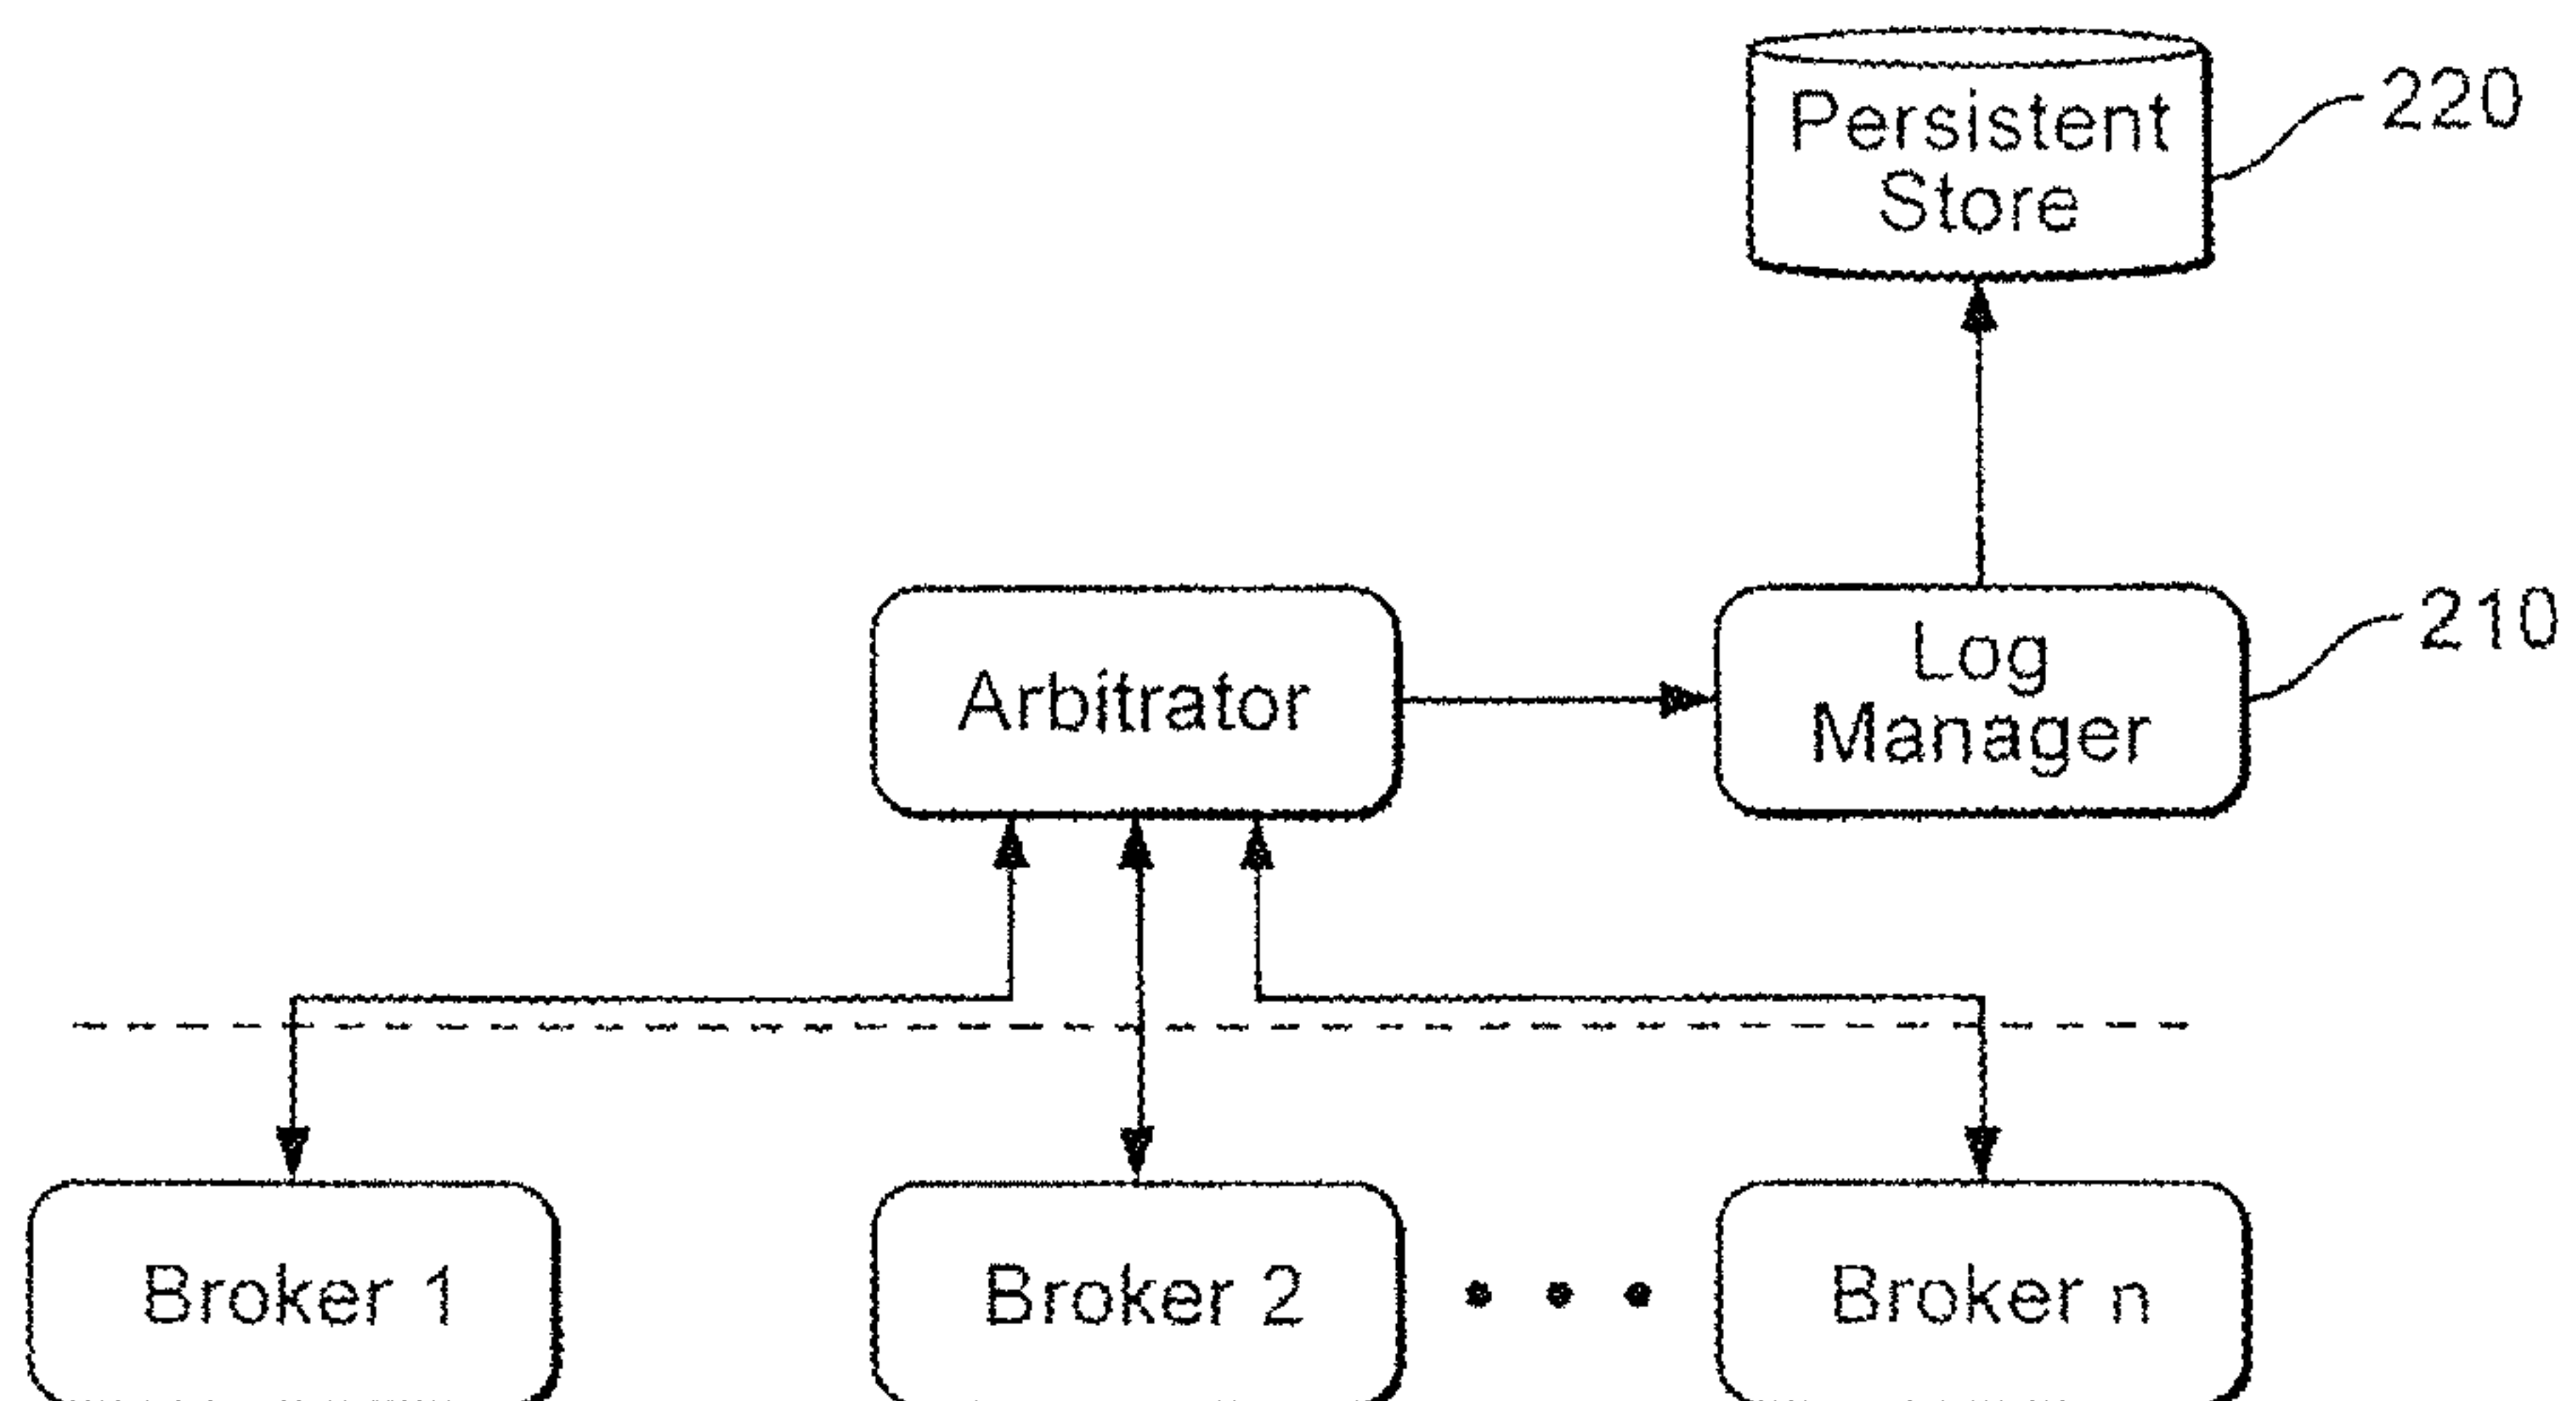 Persistent
Store
220
Arbitrator
Log
Manager
210
Broker 1
Broker 2
Broker n